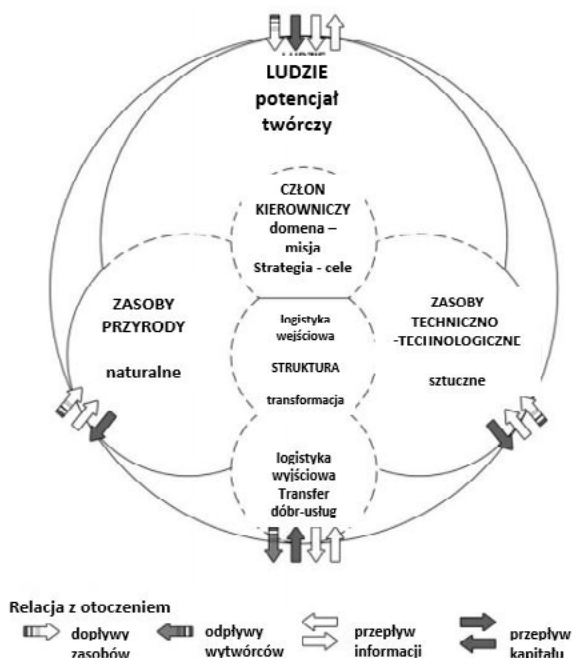 LUDZIE
potencjał
twórczy
CZŁON
KIEROWNICZY
domena –
misja
Strategia - cele
ZASOBY
PRZYRODY
naturalne
logistyka
wejściowa
STRUKTURA
transformacja
ZASOBY
TECHNICZNO
-TECHNOLOGICZNE
sztuczne
logistyka
wyjściowa
Transfer
dóbr-usług
Relacja z otoczeniem
dopływy
zasobów
odpływy
wytwórców
przepływ
informacji
przepływ
kapitału